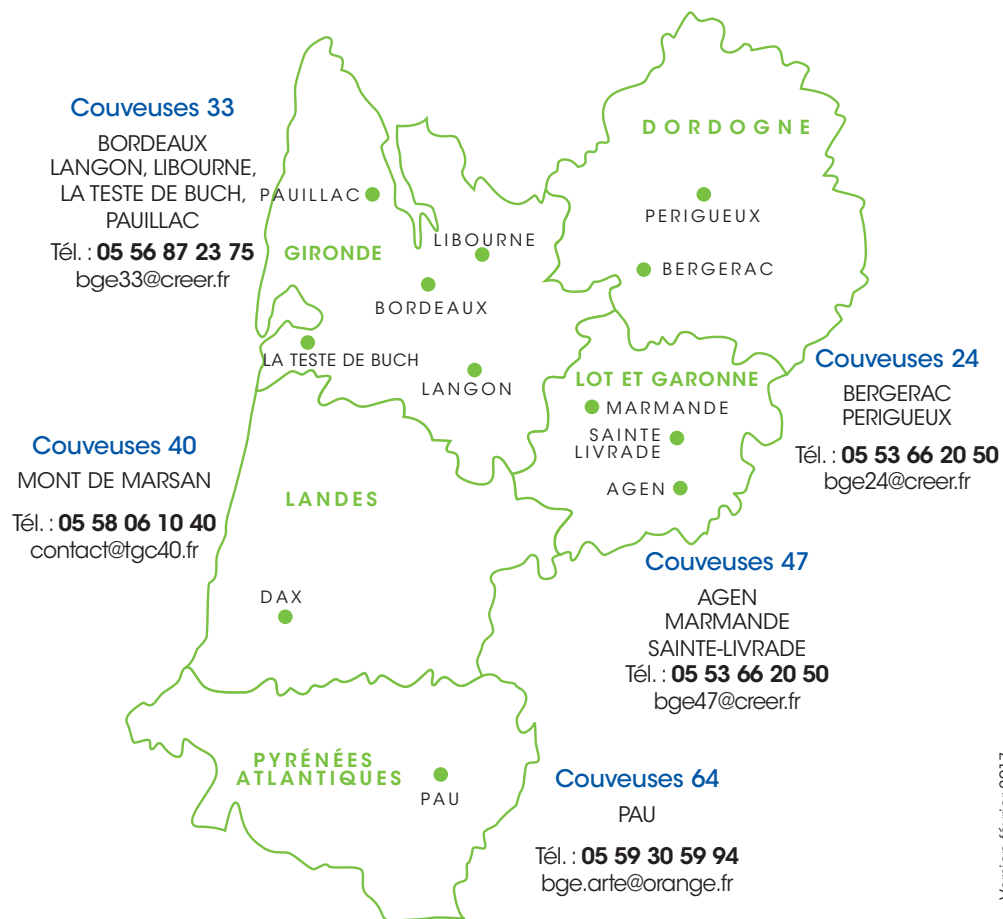 Couveuses 33
BORDEAUX
LANGON, LIBOURNE,
LA TESTE DE BUCH,
PAUILLAC
Tél. : 05 56 87 23 75
bge33@creer.fr
DORDOGNE
PERIGUEUX
BERGERAC
PAUILLAC
LIBOURNE
GIRONDE
BORDEAUX
LA TESTE DE BUCH
LANGON
LOT ET GARONNE
MARMANDE
SAINTE
LIVRADE
AGEN
Couveuses 24
BERGERAC
PERIGUEUX
Tél. : 05 53 66 20 50
bge24@creer.fr
Couveuses 40
MONT DE MARSAN
Tél. : 05 58 06 10 40
contact@tgc40.fr
LANDES
DAX
Couveuses 47
AGEN
MARMANDE
SAINTE-LIVRADE
Tél. : 05 53 66 20 50
bge47@creer.fr
PYRÉNÉES
ATLANTIQUES
PAU
Couveuses 64
PAU
Tél. : 05 59 30 59 94
bge.arte@orange.fr
Version février 2017